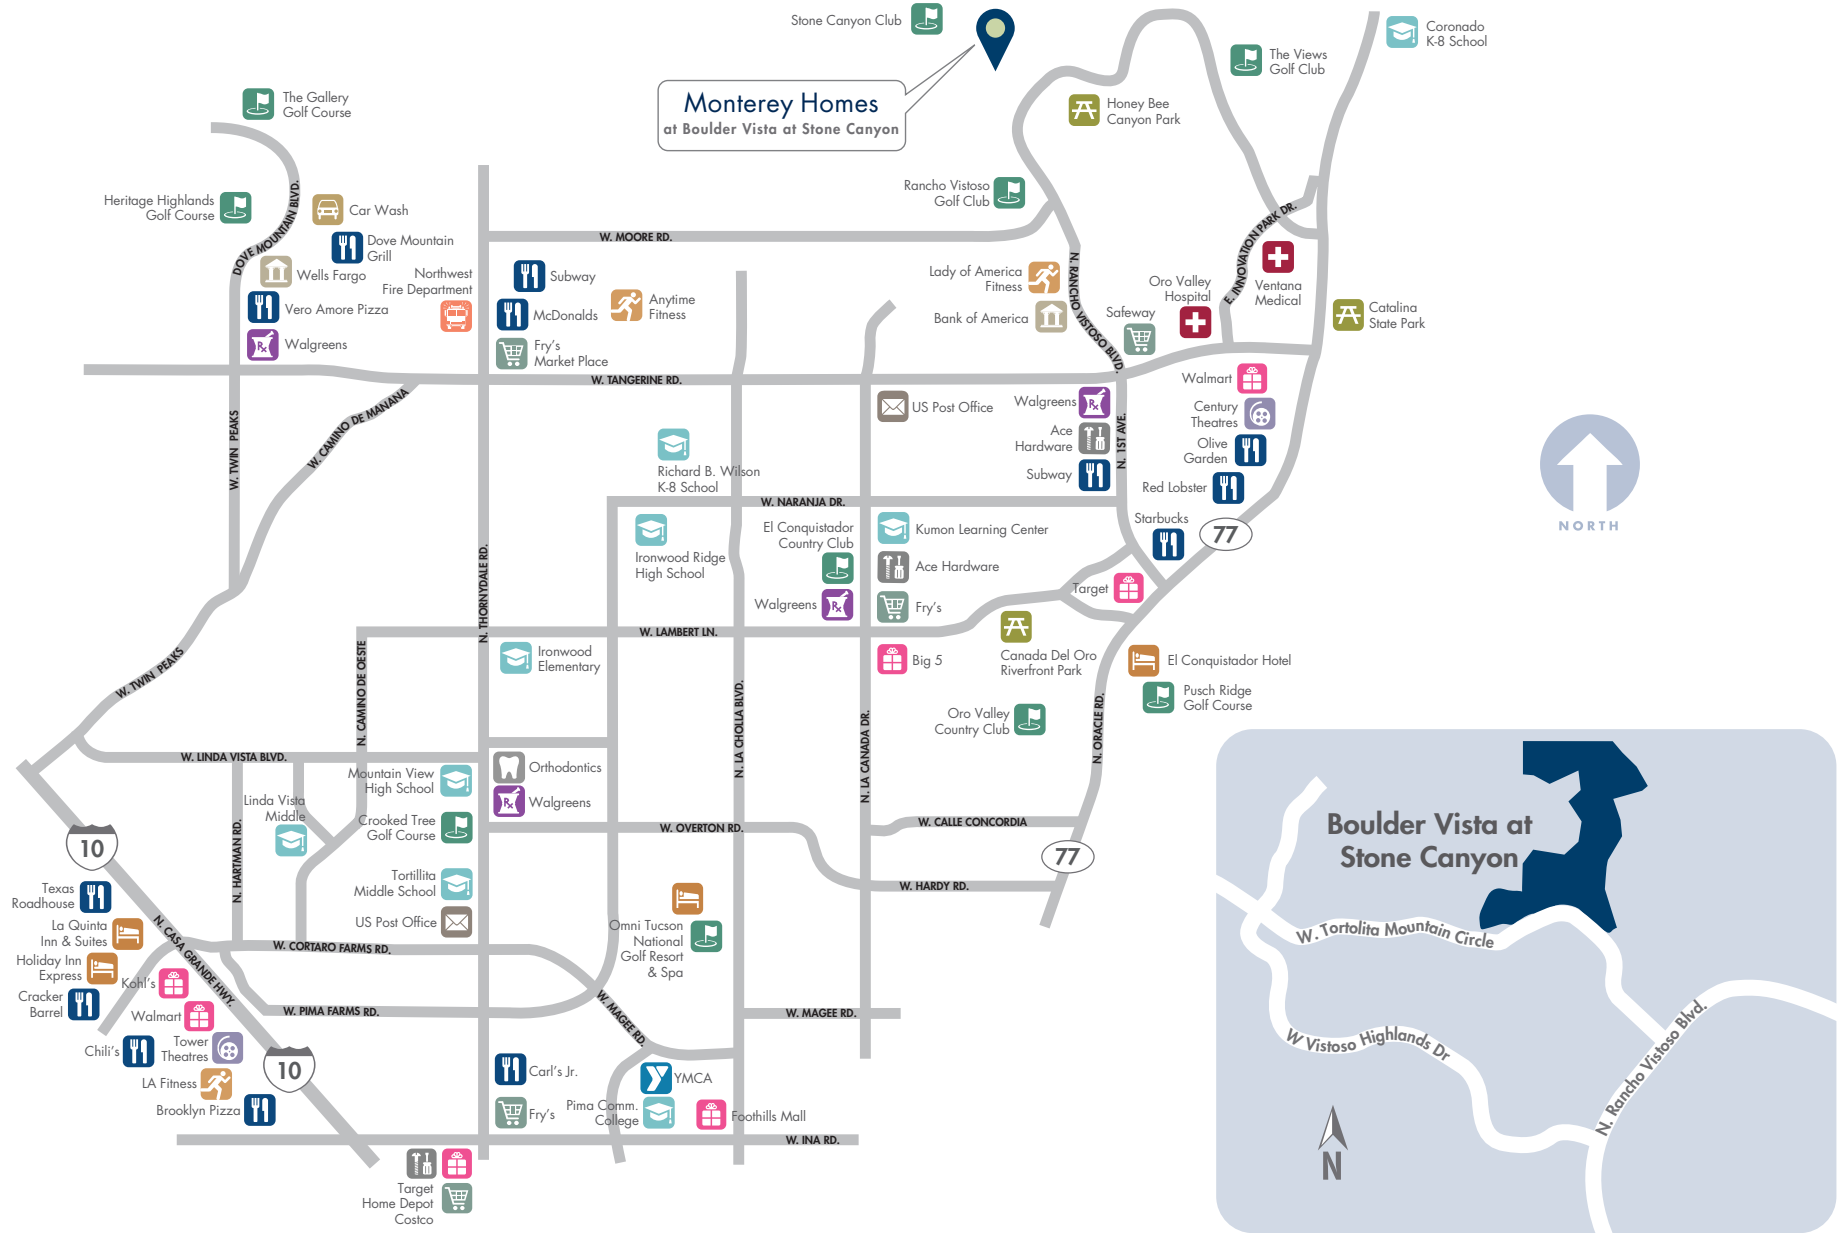 Stone Canyon Club
Monterey Homes
at Boulder Vista at Stone Canyon
The Views
Golf Club
Coronado
K-8 School
Honey Bee
Canyon Park
The Gallery
Golf Course
Heritage Highlands
Golf Course
DOVE MOUNTAIN BLVD.
Car Wash
Dove Mountain
Grill
Wells Fargo
Vero Amore Pizza
Walgreens
Northwest
Fire Department
Subway
McDonalds
Anytime
Fitness
Fry's
Market Place
W. MOORE RD.
Rancho Vistoso
Golf Club
Lady of America
Fitness
Bank of America
N. RANCHO VISTOSO BLVD.
Safeway
Oro Valley
Hospital
E. INNOVATION PARK DR.
Ventana
Medical
Catalina
State Park
W. TANGERINE RD.
W. TWIN PEAKS
W. CAMINO DE MANANA
US Post Office
Walgreens
Ace
Hardware
Subway
N. 1ST AVE.
Walmart
Century
Theatres
Olive
Garden
Red Lobster
Starbucks
77
Richard B. Wilson
K-8 School
W. NARANJA DR.
Ironwood Ridge
High School
El Conquistador
Country Club
Walgreens
Kumon Learning Center
Ace Hardware
Fry's
Target
NORTH
N. THORNYDALE RD.
W. LAMBERT LN.
Ironwood
Elementary
Big 5
Canada Del Oro
Riverfront Park
El Conquistador Hotel
Pusch Ridge
Golf Course
Oro Valley
Country Club
N. ORACLE RD.
W. TWIN PEAKS
N. CAMINO DE OESTE
N. LA CHOLLA BLVD.
N. LA CANADA DR.
W. LINDA VISTA BLVD.
Mountain View
High School
Orthodontics
Walgreens
Linda Vista
Middle
Crooked Tree
Golf Course
N. HARTMAN RD.
W. OVERTON RD.
W. CALLE CONCORDIA
77
W. HARDY RD.
10
Tortillita
Middle School
US Post Office
Texas
Roadhouse
La Quinta
Inn & Suites
Holiday Inn
Express
Cracker
Barrel
N. CASA GRANDE HWY.
Kohl's
Walmart
Chili's
Tower
Theatres
LA Fitness
Brooklyn Pizza
10
W. CORTARO FARMS RD.
W. PIMA FARMS RD.
Omni Tucson
National
Golf Resort
& Spa
W. MAGEE RD.
W. MAGEE RD.
Carl's Jr.
Fry's
YMCA
Pima Comm.
College
Foothills Mall
W. INA RD.
Target
Home Depot
Costco
Boulder Vista at
Stone Canyon
W. Tortolita Mountain Circle
W Vistoso Highlands Dr
N. Rancho Vistoso Blvd.
N